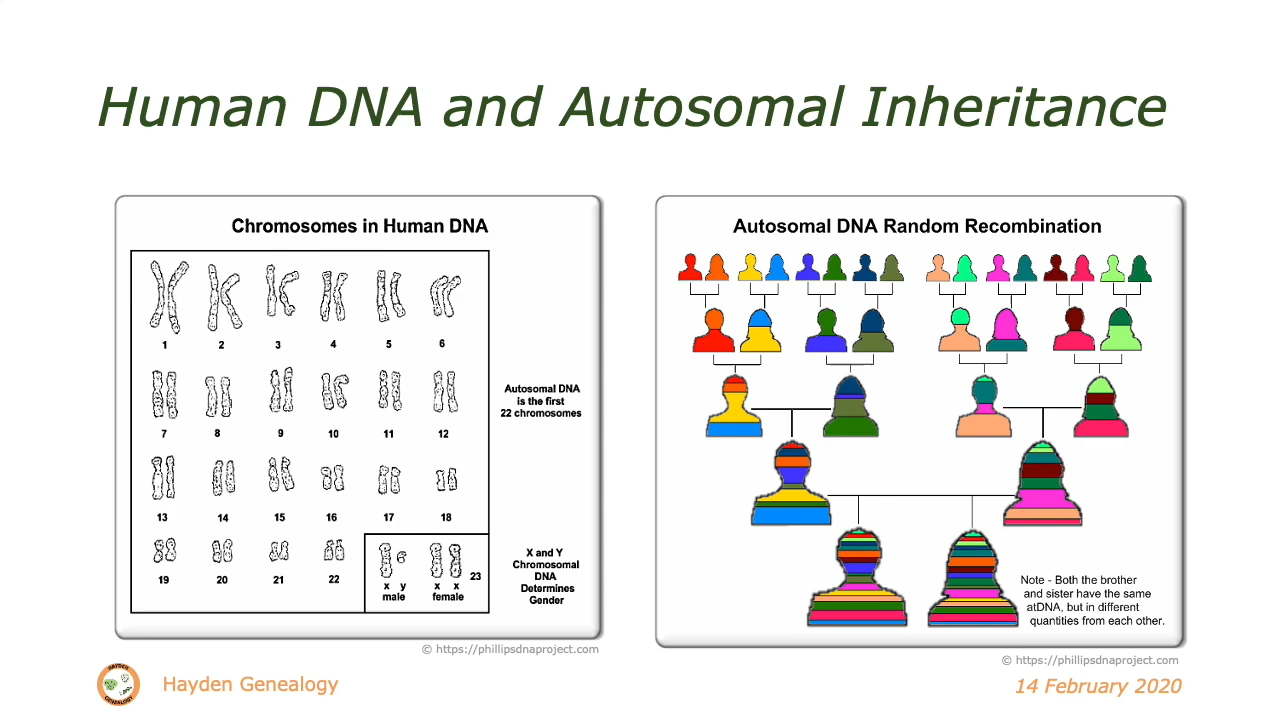 Human DNA and Autosomal Inheritance
Chromosomes in Human DNA
1 2 3 4 5 6
7 8 9 10 11 12
13 14 15 16 17 18
19 20 21 22
x y
male
x x
female
23
Autosomal DNA
is the first
22 chromosomes
X and Y
Chromosomal
DNA
Determines
Gender
© https://phillipsdnaproject.com
Autosomal DNA Random Recombination
Note - Both the brother
and sister have the same
atDNA, but in different
quantities from each other.
© https://phillipsdnaproject.com
HAYDEN
GENEALOGY
Hayden Genealogy
14 February 2020